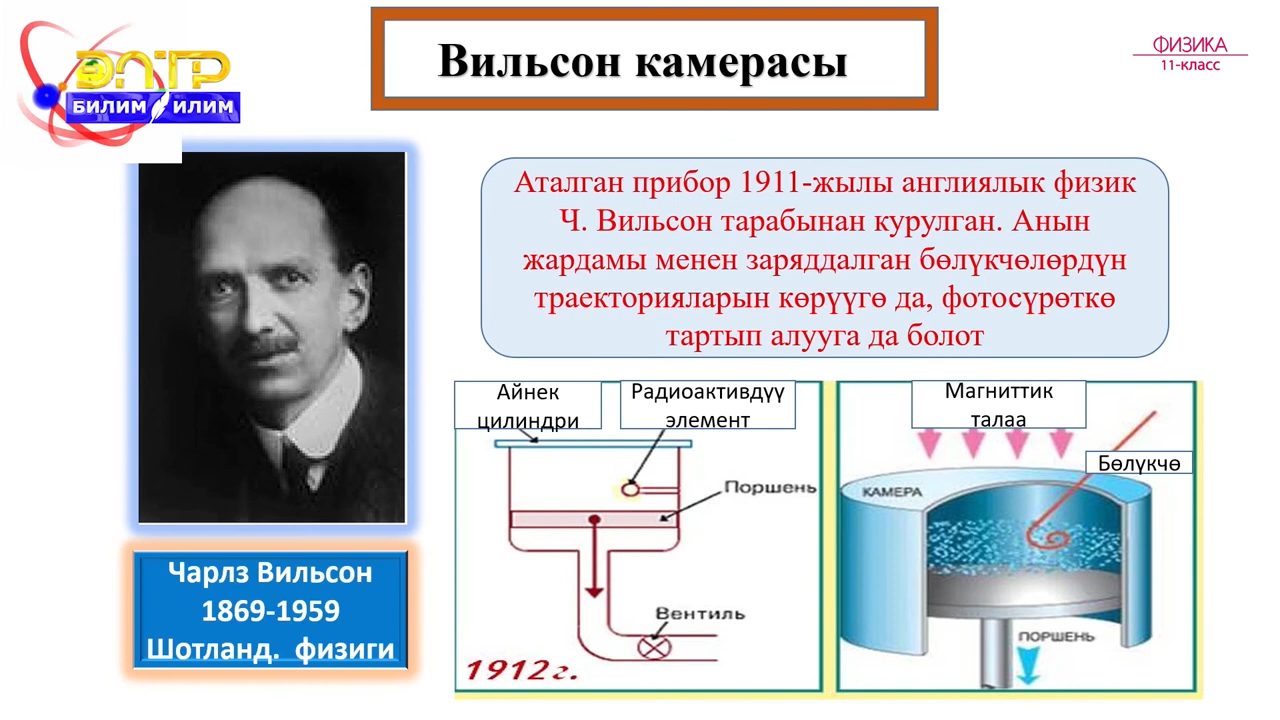 ЭЛТР
БИЛИМ ИЛИМ
Вильсон камерасы
ФИЗИКА
11-класс
Аталган прибор 1911-жылы англиялык физик
Ч. Вильсон тарабынан курулган. Анын
жардамы менен заряддалган бөлүкчөлөрдүн
траекторияларын көрүүгө да, фотосүрөткө
тартып алууга да болот
Чарлз Вильсон
1869-1959
Шотланд. физиги
Айнек
цилиндри
Радиоактивдүү
элемент
Поршень
Вентиль
1912г.
Магниттик
талаа
Бөлүкчө
КАМЕРА
ПОРШЕНЬ